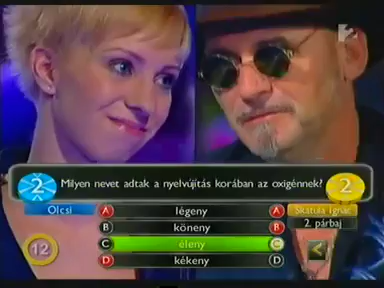 2
2
Milyen nevet adtak a nyelvújítás korában az oxigénnek?
Olcsi
Skatula Ignác
2. párbaj
A légeny A
B köneny B
C éleny C
D kékeny D
12